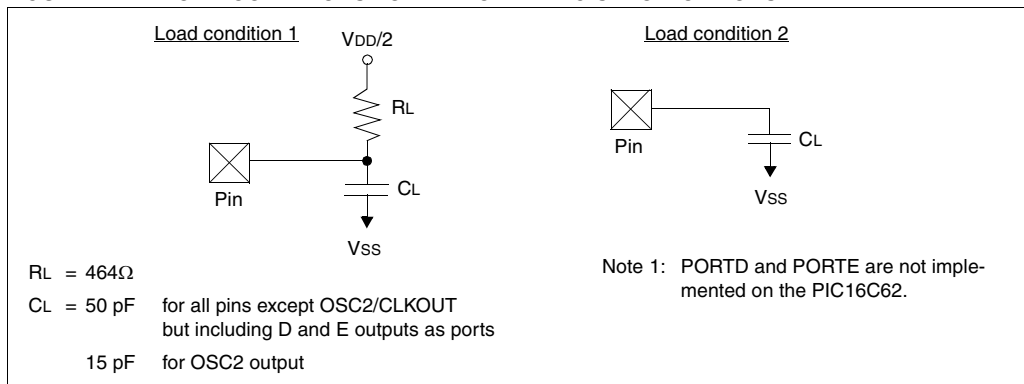 Load condition 1
VDD/2
RL
Pin
CL
VSS
RL = 464Ω
CL = 50 pF for all pins except OSC2/CLKOUT
but including D and E outputs as ports
15 pF for OSC2 output
Load condition 2
Pin
CL
VSS
Note 1: PORTD and PORTE are not imple-
mented on the PIC16C62.